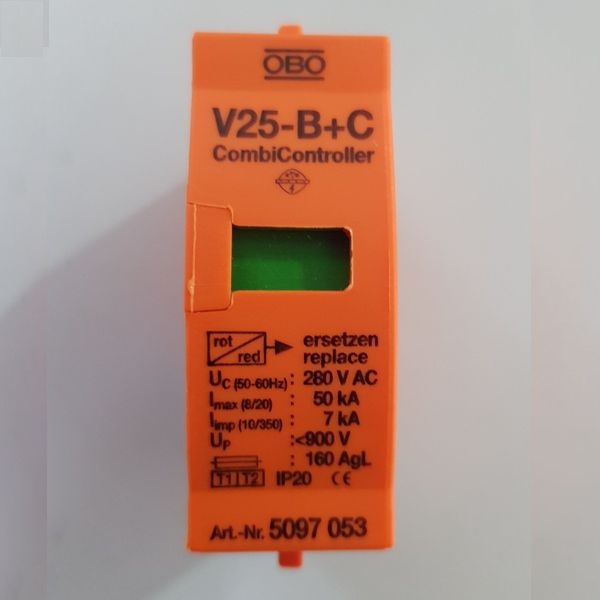 OBO
V25-B+C
CombiController
rot
red
ersetzen
replace
UC (50-60Hz) : 280 V AC
Imax (8/20) : 50 kA
Iimp (10/350) : 7 kA
UP :<900 V
: 160 AgL
T1 T2 IP20 CE
Art.-Nr. 5097 053